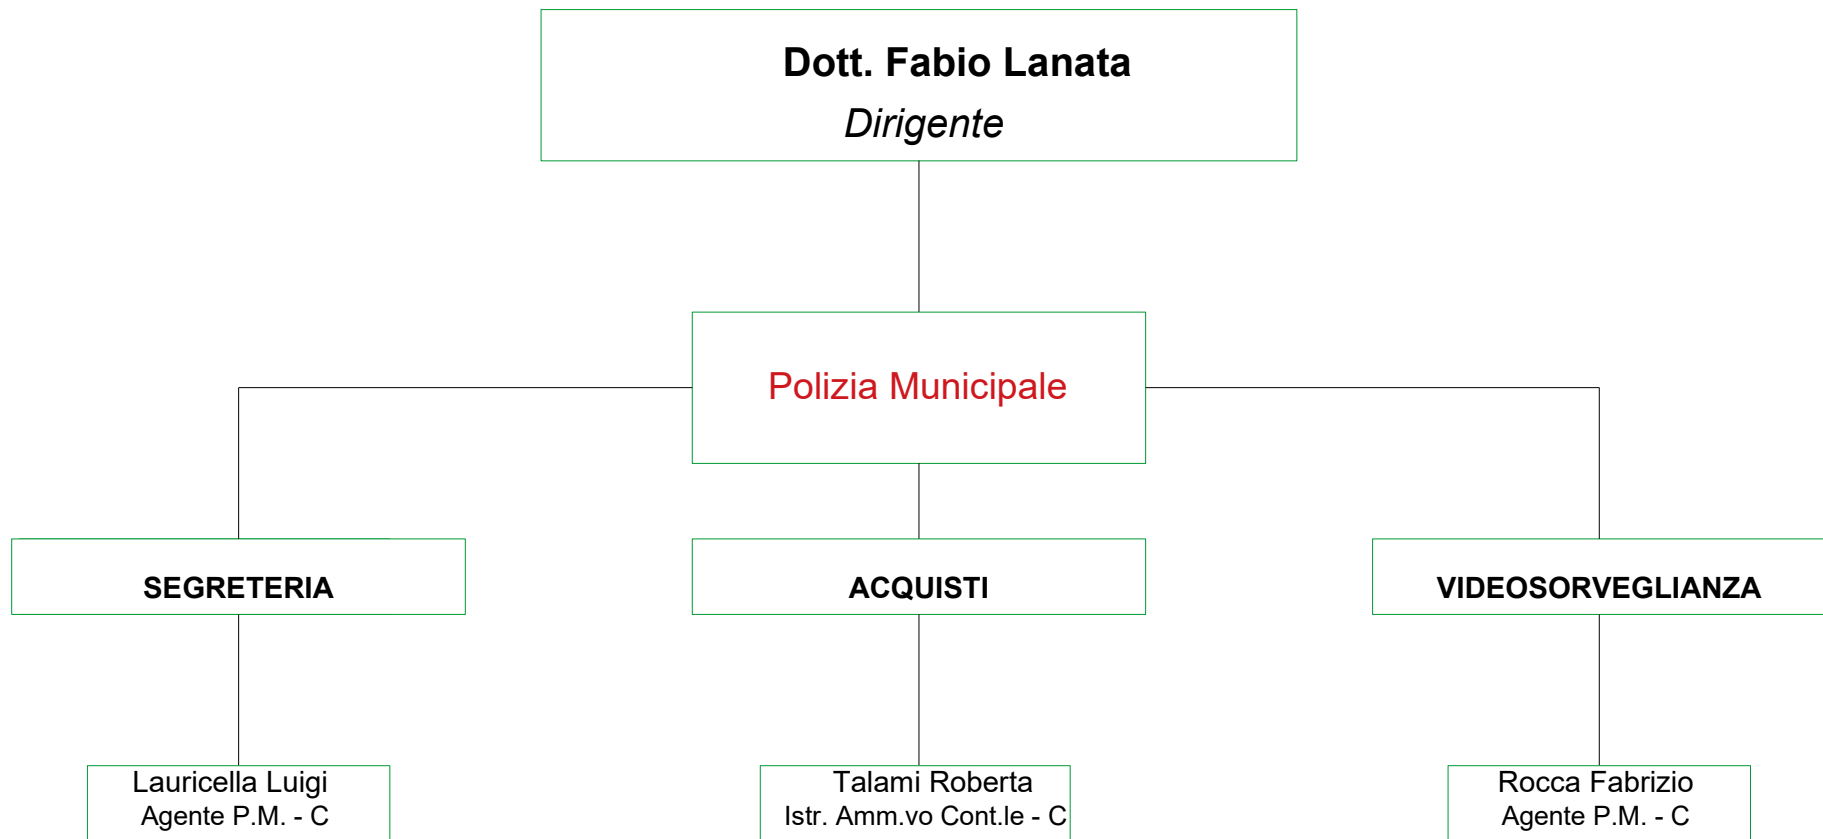 Dott. Fabio Lanata
Dirigente
Polizia Municipale
SEGRETERIA
ACQUISTI
VIDEOSORVEGLIANZA
Lauricella Luigi
Agente P.M. - C
Talami Roberta
Istr. Amm.vo Cont.le - C
Rocca Fabrizio
Agente P.M. - C